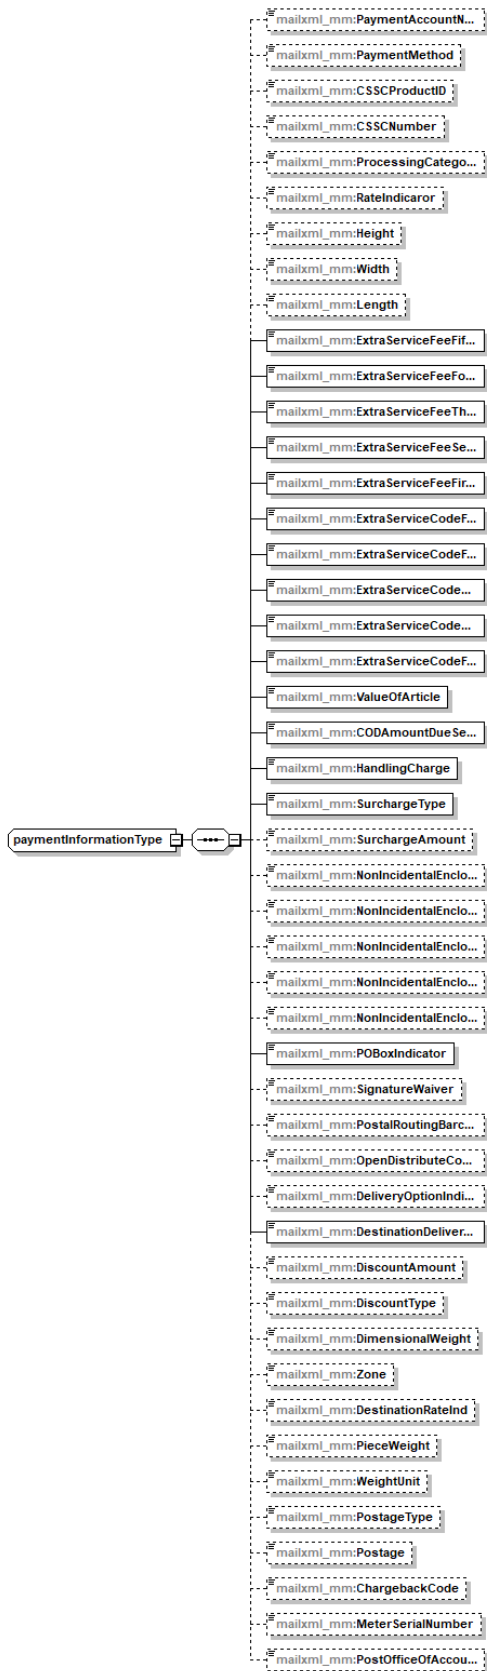 mailxml_mm:PaymentAccountN...
mailxml_mm:PaymentMethod
mailxml_mm:CSSCProductID
mailxml_mm:CSSCNumber
mailxml_mm:ProcessingCatego...
mailxml_mm:RateIndicaror
mailxml_mm:Height
mailxml_mm:Width
mailxml_mm:Length
mailxml_mm:ExtraServiceFeeFif...
mailxml_mm:ExtraServiceFeeFo...
mailxml_mm:ExtraServiceFeeTh...
mailxml_mm:ExtraServiceFeeSe...
mailxml_mm:ExtraServiceFeeFir...
mailxml_mm:ExtraServiceCodeF...
mailxml_mm:ExtraServiceCodeF...
mailxml_mm:ExtraServiceCode...
mailxml_mm:ExtraServiceCode...
mailxml_mm:ExtraServiceCodeF...
mailxml_mm:ValueOfArticle
mailxml_mm:CODAmountDueSe...
mailxml_mm:HandlingCharge
mailxml_mm:SurchargeType
paymentInformationType
mailxml_mm:SurchargeAmount
mailxml_mm:NonIncidentalEnclo...
mailxml_mm:NonIncidentalEnclo...
mailxml_mm:NonIncidentalEnclo...
mailxml_mm:NonIncidentalEnclo...
mailxml_mm:NonIncidentalEnclo...
mailxml_mm:POBoxIndicator
mailxml_mm:SignatureWaiver
mailxml_mm:PostalRoutingBarc...
mailxml_mm:OpenDistributeCo...
mailxml_mm:DeliveryOptionIndi...
mailxml_mm:DestinationDeliver...
mailxml_mm:DiscountAmount
mailxml_mm:DiscountType
mailxml_mm:DimensionalWeight
mailxml_mm:Zone
mailxml_mm:DestinationRateInd
mailxml_mm:PieceWeight
mailxml_mm:WeightUnit
mailxml_mm:PostageType
mailxml_mm:Postage
mailxml_mm:ChargebackCode
mailxml_mm:MeterSerialNumber
mailxml_mm:PostOfficeOfAccou...